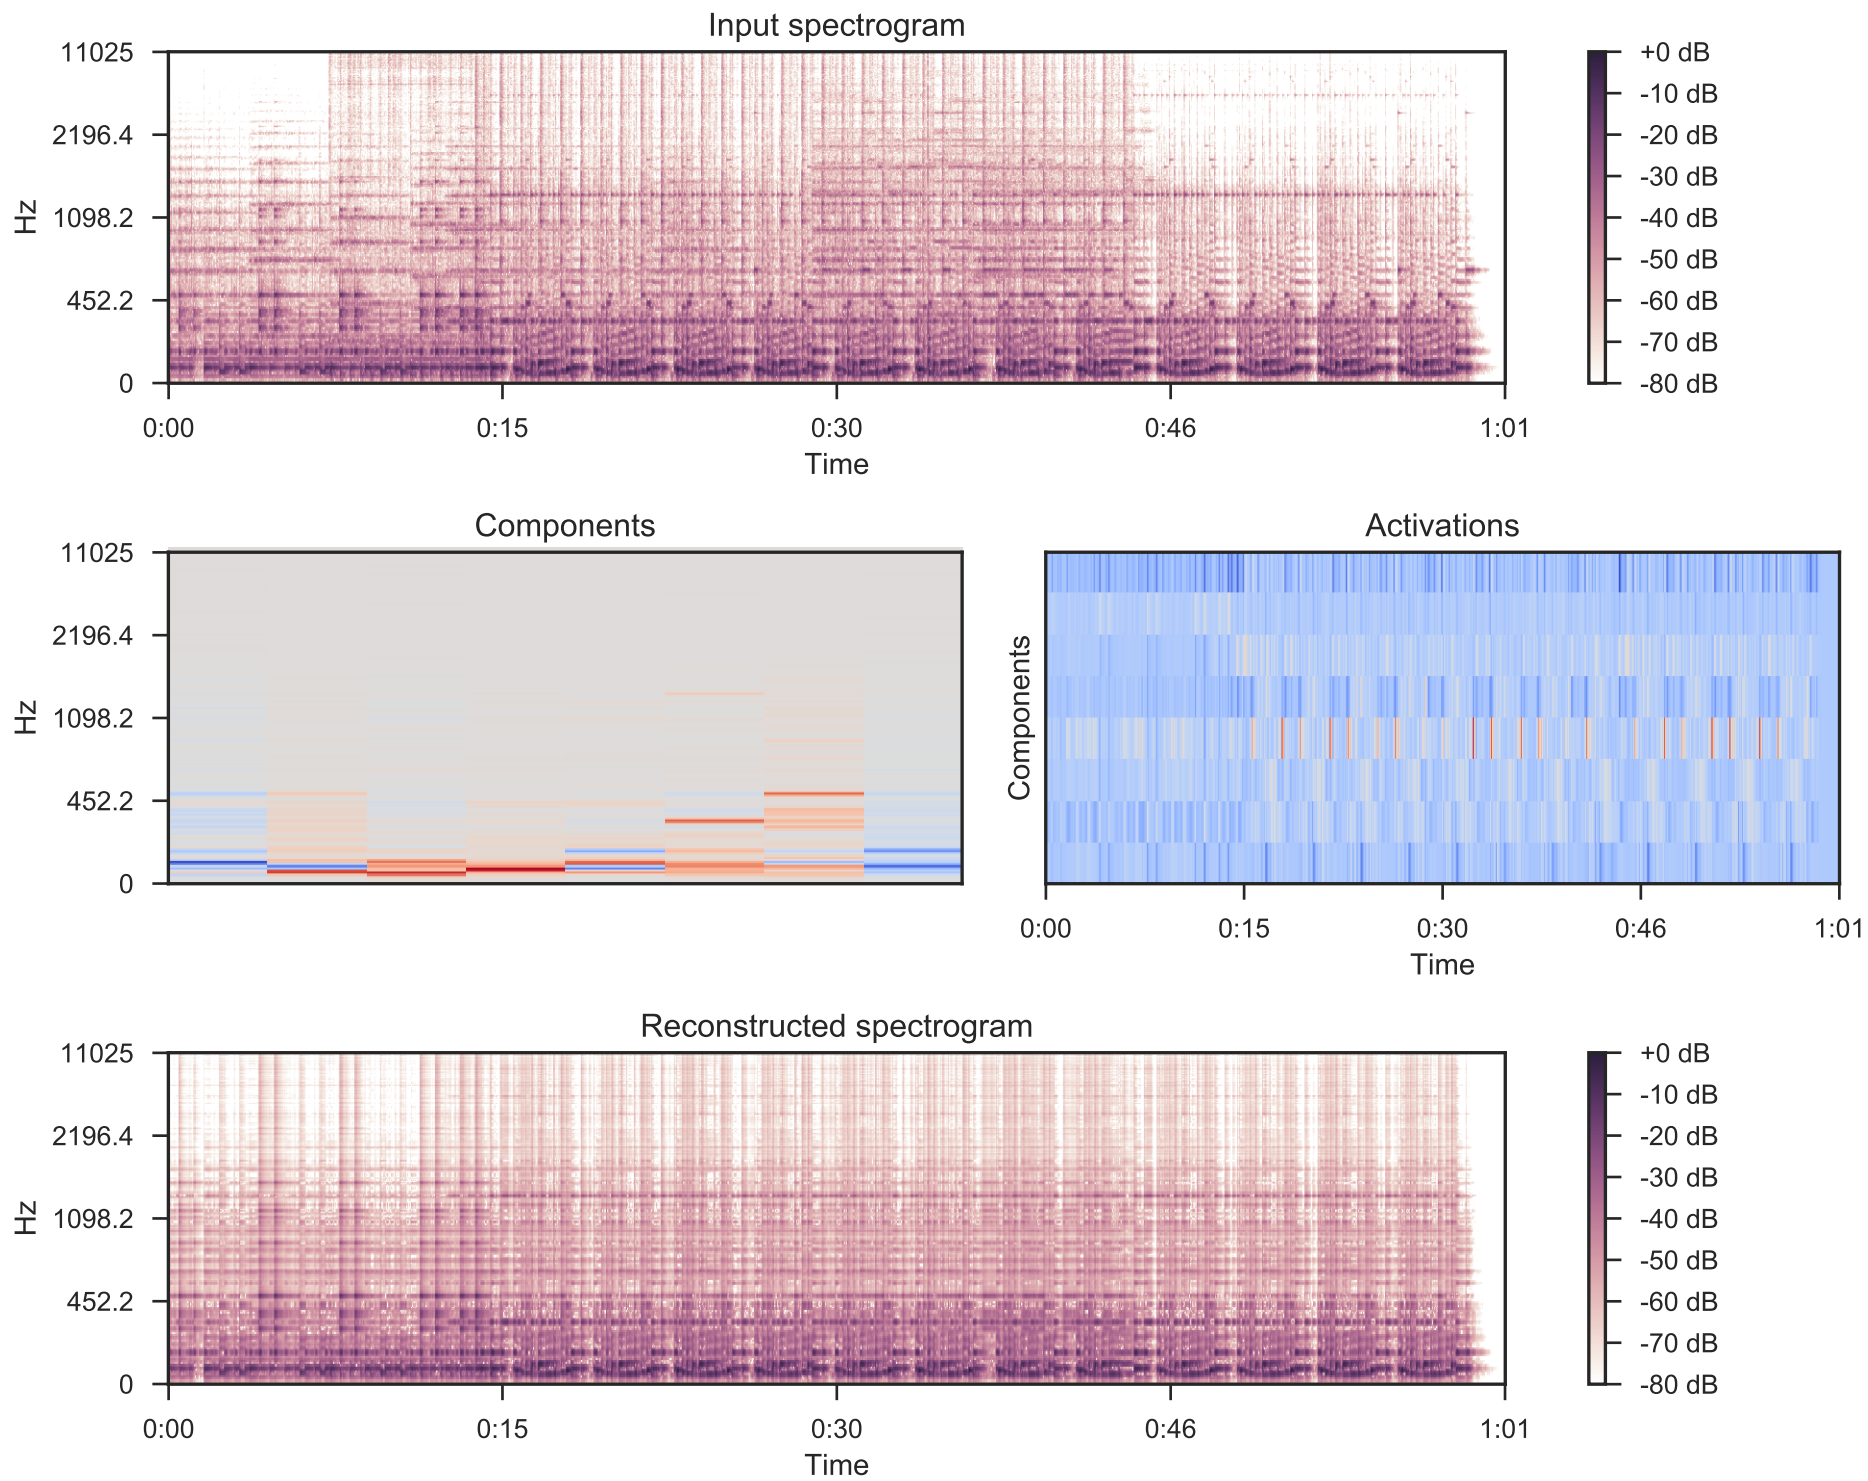 Input spectrogram
11025
2196.4
1098.2
452.2
0
Hz
0:00 0:15 0:30 0:46 1:01
Time
+0 dB
-10 dB
-20 dB
-30 dB
-40 dB
-50 dB
-60 dB
-70 dB
-80 dB
Components
11025
2196.4
1098.2
452.2
0
Hz
Activations
Components
0:00 0:15 0:30 0:46 1:01
Time
Reconstructed spectrogram
11025
2196.4
1098.2
452.2
0
Hz
0:00 0:15 0:30 0:46 1:01
Time
+0 dB
-10 dB
-20 dB
-30 dB
-40 dB
-50 dB
-60 dB
-70 dB
-80 dB